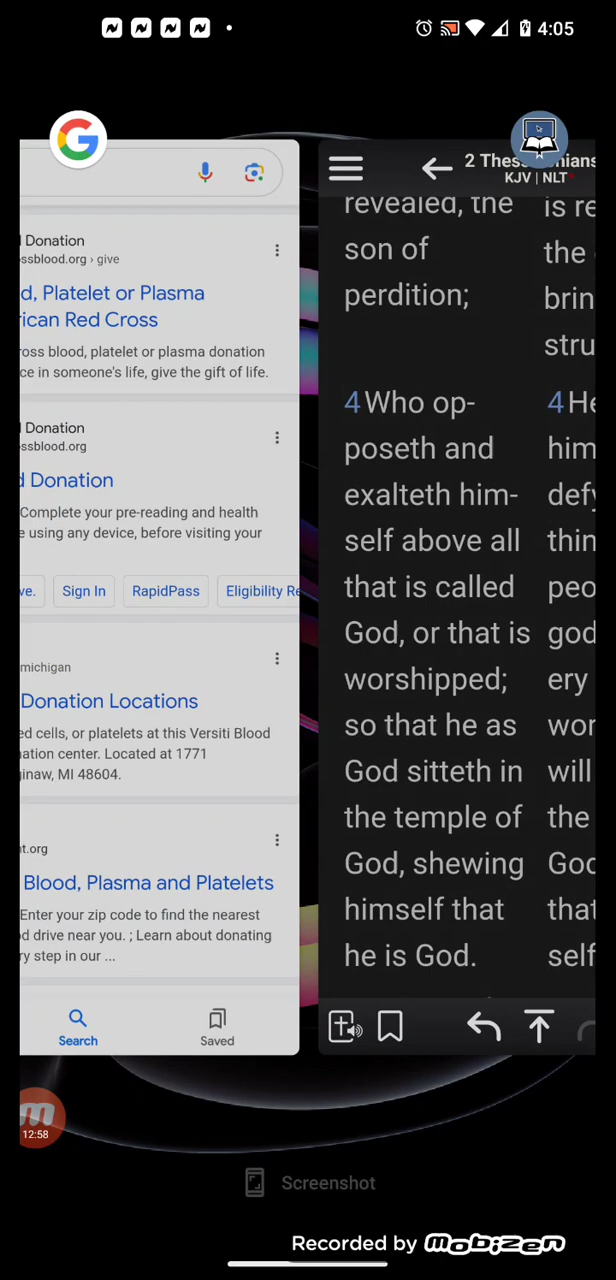 4:05
d Donation
ssblood.org › give
d, Platelet or Plasma
ican Red Cross
ross blood, platelet or plasma donation
ce in someone's life, give the gift of life.
d Donation
ssblood.org
d Donation
Complete your pre-reading and health
e using any device, before visiting your
ve.
Sign In
RapidPass
Eligibility Re
michigan
Donation Locations
ed cells, or platelets at this Versiti Blood
nation center. Located at 1771
ginaw, MI 48604.
nt.org
Blood, Plasma and Platelets
Enter your zip code to find the nearest
od drive near you. ; Learn about donating
ry step in our ...
Search
Saved
2 Thes onians
KJV | NLT
revealed, the
son of
perdition;
4 Who op-
poseth and
exalteth him-
self above all
that is called
God, or that is
worshipped;
so that he as
God sitteth in
the temple of
God, shewing
himself that
he is God.
is re
the
brin
stru
4 He
him
defy
thin
peo
god
ery
wor
will
the
God
that
self
m
12:58
Screenshot
Recorded by mobizen